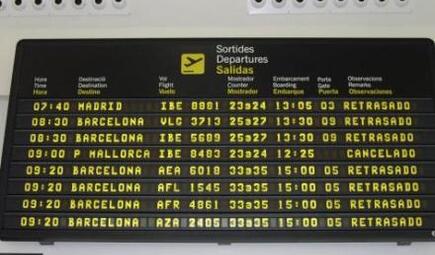 Sortides
Departures
Salidas
Hora Destinació Vol Mostrador Embarcament Porta Observacions
Time Destination Flight Counter Boarding Gate Remarks
Hora Destino Vuelo Mostrador Embarque Puerta Observaciones
07:40 MADRID IBE 8801 23a24 13:05 03 RETRASADO
08:30 BARCELONA VLG 3713 25a27 13:30 09 RETRASADO
08:30 BARCELONA IBE 5609 25a27 13:30 09 RETRASADO
09:00 P MALLORCA IBE 8483 23a24 12:25 CANCELADO
09:20 BARCELONA AEA 6018 33a35 15:00 05 RETRASADO
09:20 BARCELONA AFL 1545 33a35 15:00 05 RETRASADO
09:20 BARCELONA AFR 4861 33a35 15:00 05 RETRASADO
09:20 BARCELONA AZA 2405 33a35 15:00 05 RETRASADO